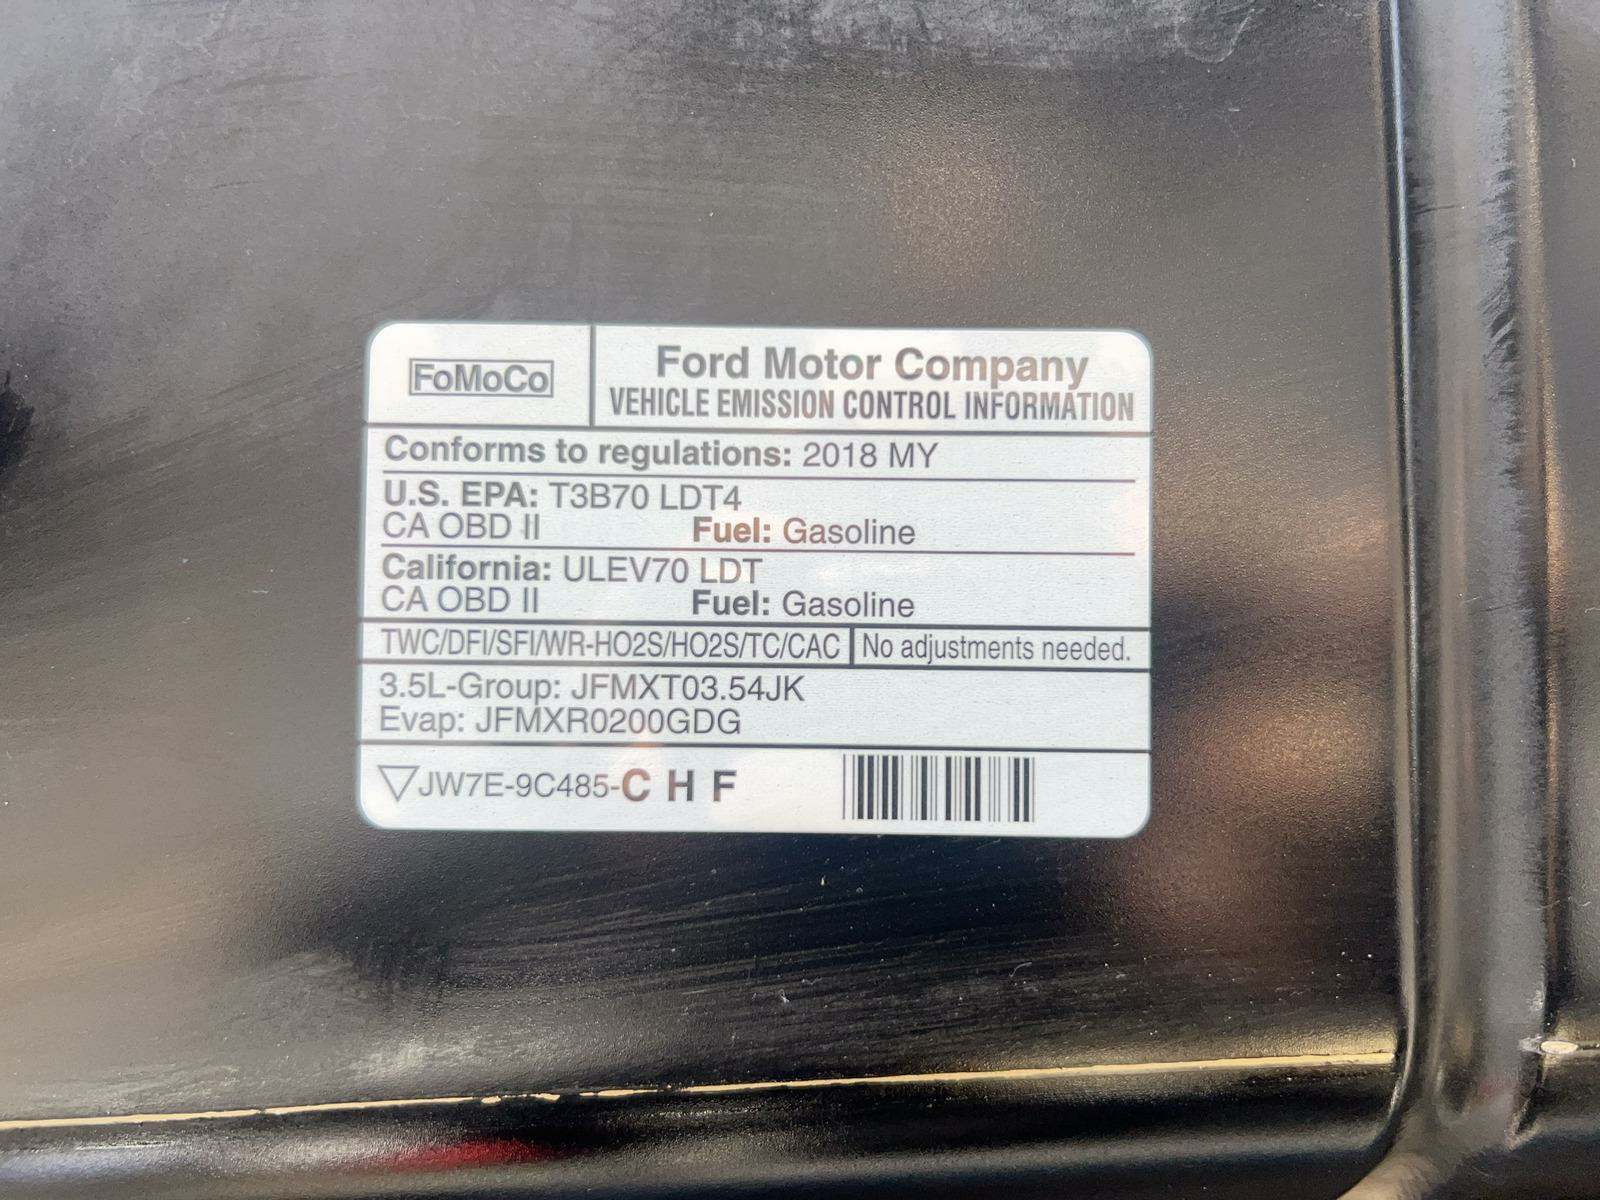 FoMoCo
Ford Motor Company
VEHICLE EMISSION CONTROL INFORMATION
Conforms to regulations: 2018 MY
U.S. EPA: T3B70 LDT4
CA OBD II Fuel: Gasoline
California: ULEV70 LDT
CA OBD II Fuel: Gasoline
TWC/DFI/SFI/WR-HO2S/HO2S/TC/CAC No adjustments needed.
3.5L-Group: JFMXT03.54JK
Evap: JFMXR0200GDG
JW7E-9C485-C H F